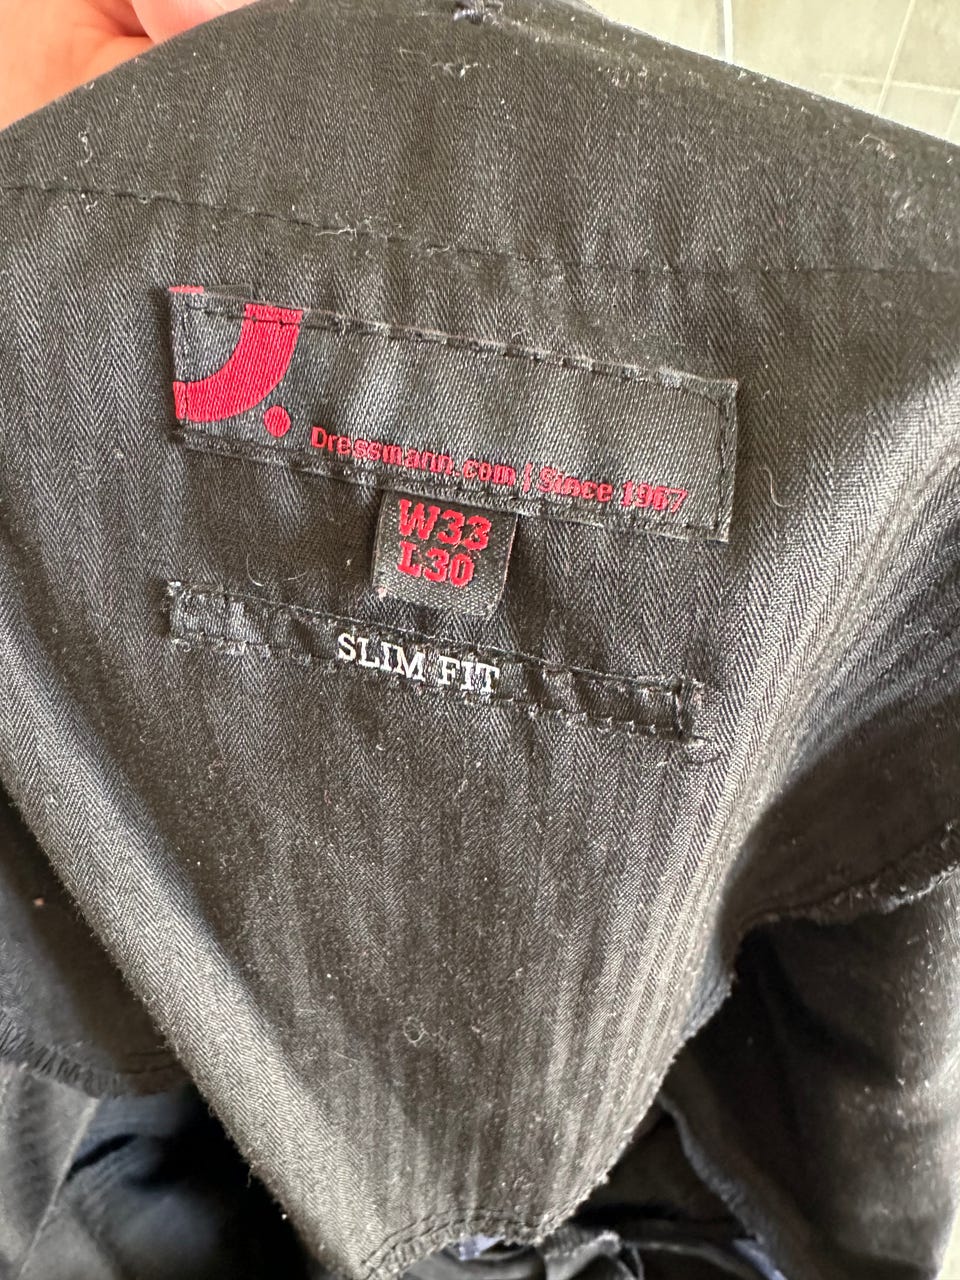 Dressmann.com | Since 1967
W33
L30
SLIM FIT